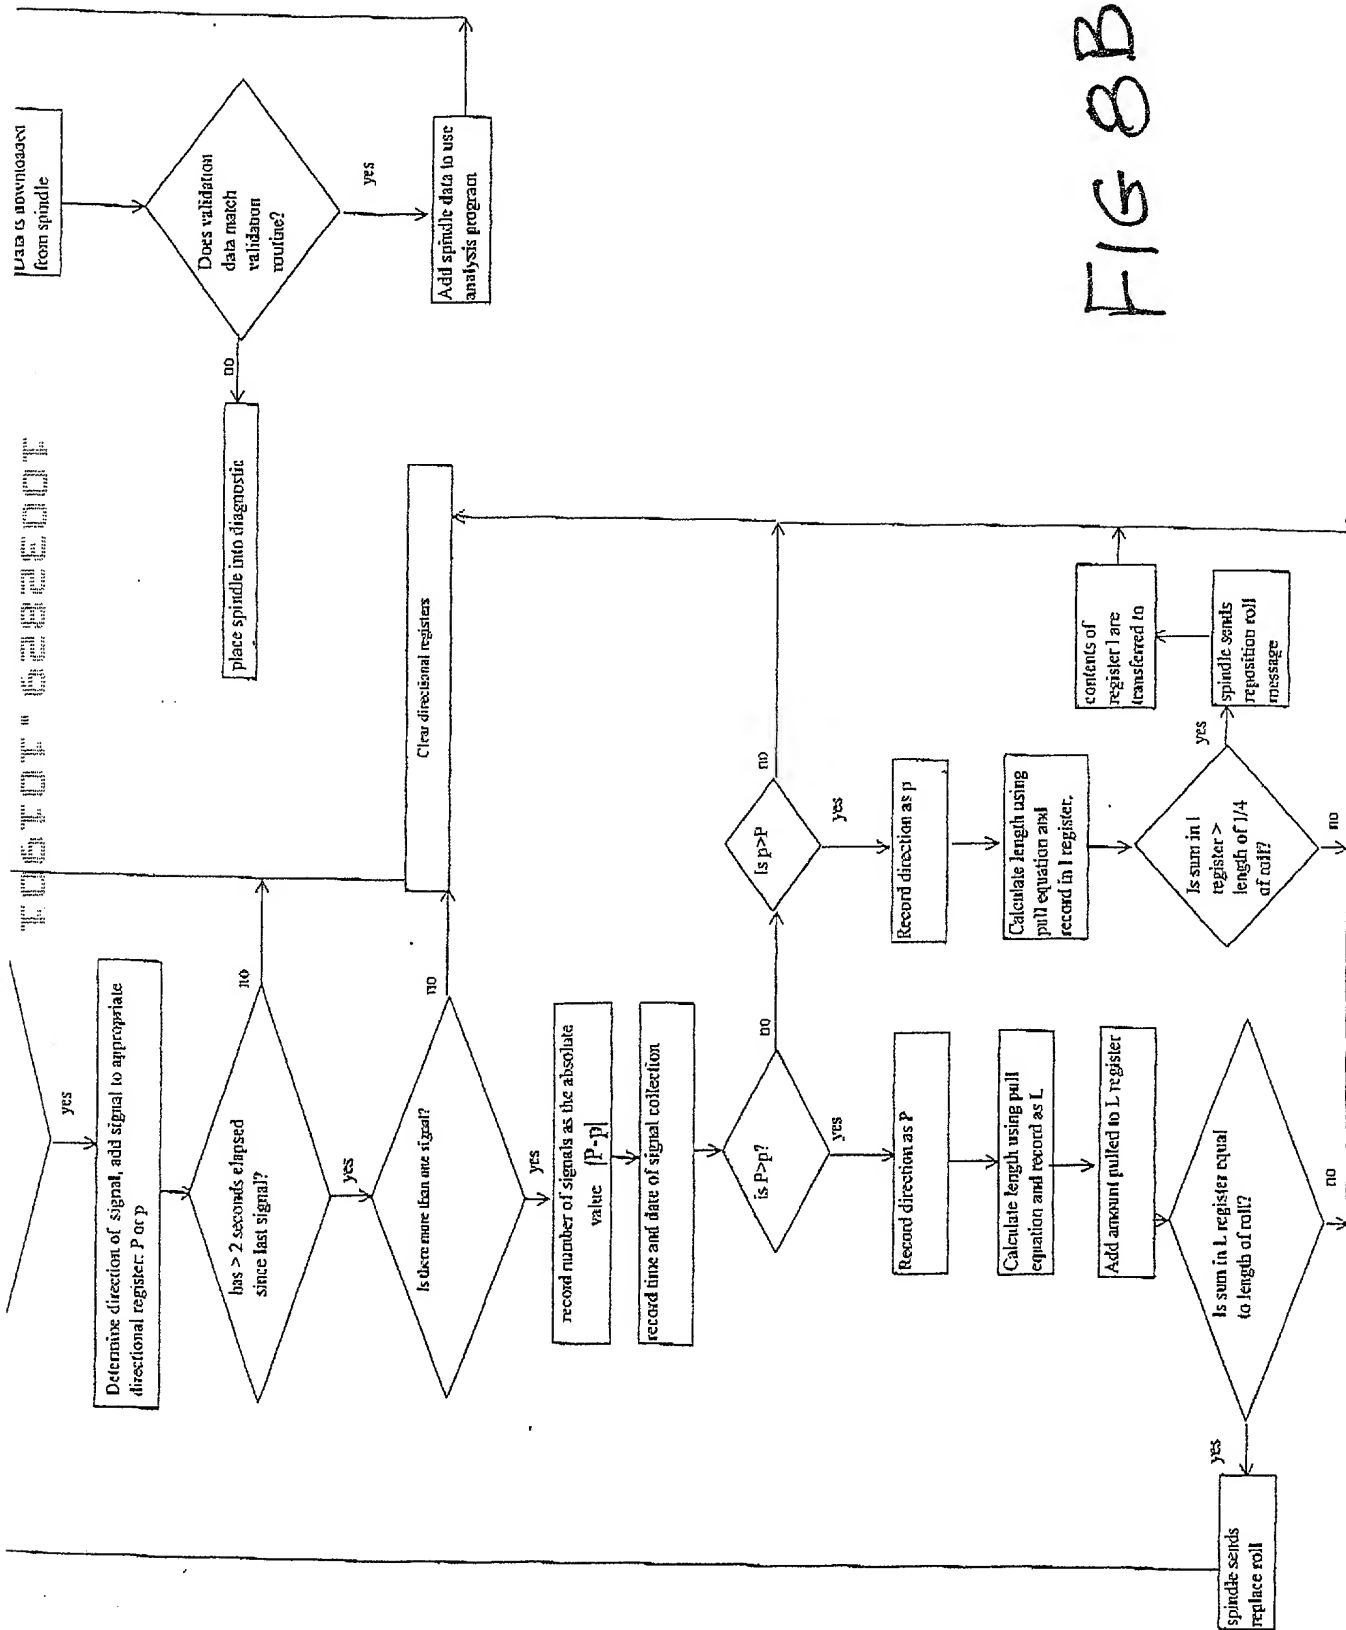 Data is downloaded
from spindle
Does validation
data match
validation
routine?
no
yes
place spindle into diagnostic
Add spindle data to use
analysis program
yes
Determine direction of signal, add signal to appropriate
directional register. P or p
has > 2 seconds elapsed
since last signal?
no
yes
Clear directional registers
Is there more than one signal?
no
yes
record number of signals as the absolute
value |P-p|
record time and date of signal collection
is P>p?
no
yes
Is p>P
no
yes
Record direction as P
Record direction as p
Calculate length using pull
equation and record as L
Calculate length using
pull equation and
record in l register.
Add amount pulled to L register
Is sum in L register equal
to length of roll?
yes
no
spindle sends
replace roll
Is sum in l
register >
length of 1/4
of roll?
yes
no
spindle sends
reposition roll
message
contents of
register l are
transferred to
FIG 8B